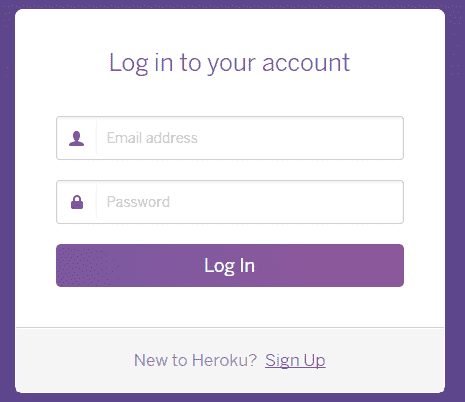 Log in to your account
Email address
Password
Log In
New to Heroku? Sign Up